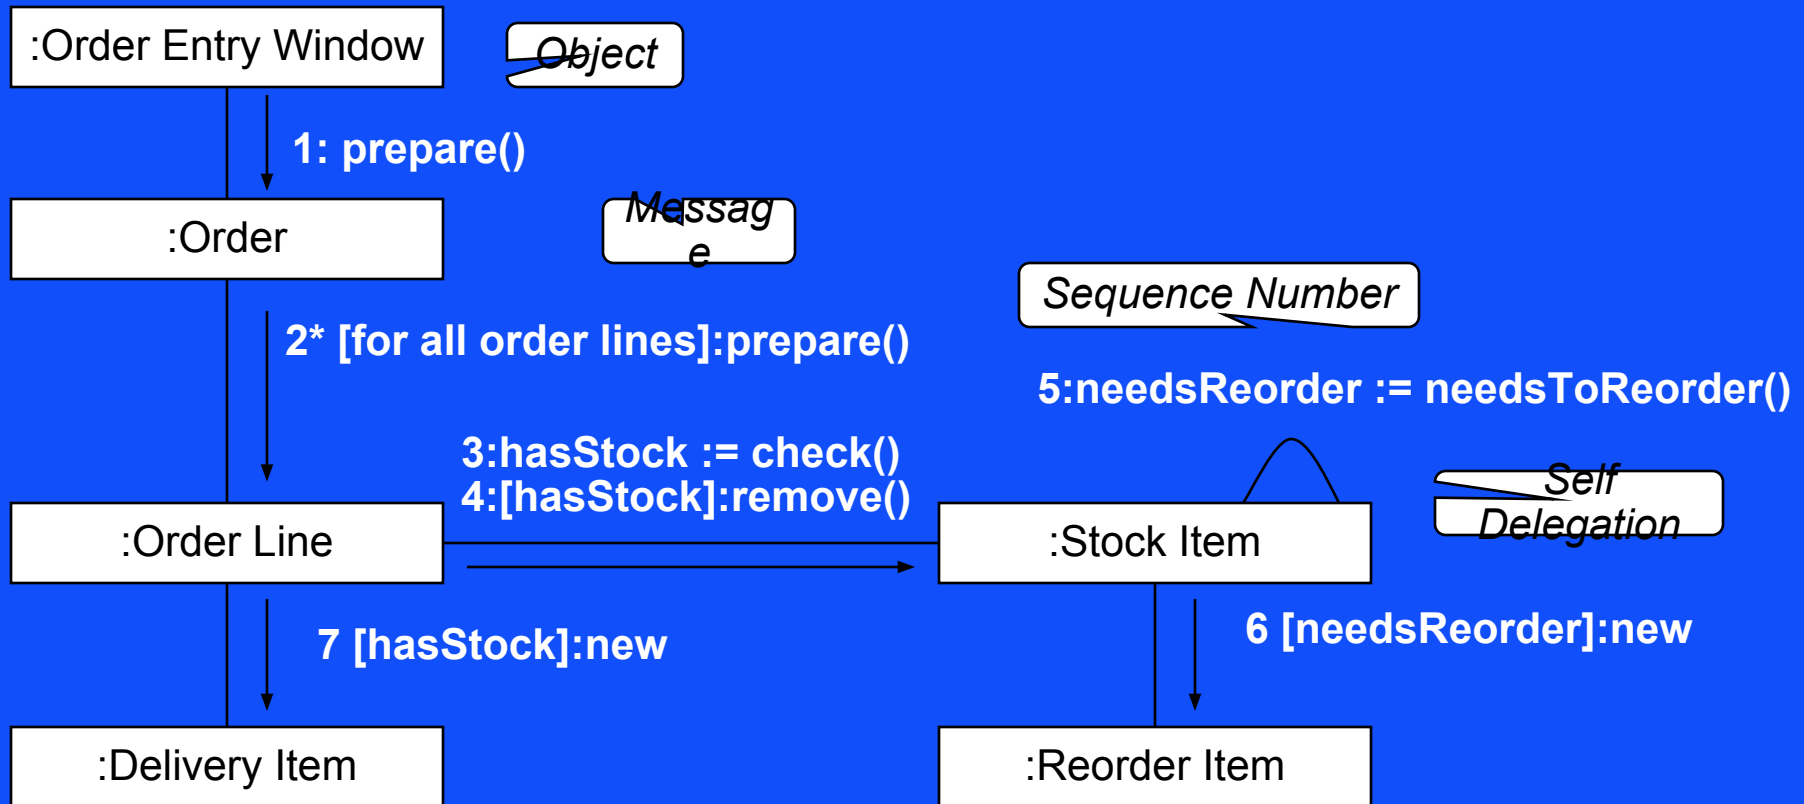 :Order Entry Window
Object
1: prepare()
:Order
Messag
e
Sequence Number
2* [for all order lines]:prepare()
5:needsReorder := needsToReorder()
3:hasStock := check()
4:[hasStock]:remove()
Self
Delegation
:Order Line
:Stock Item
7 [hasStock]:new
6 [needsReorder]:new
:Delivery Item
:Reorder Item